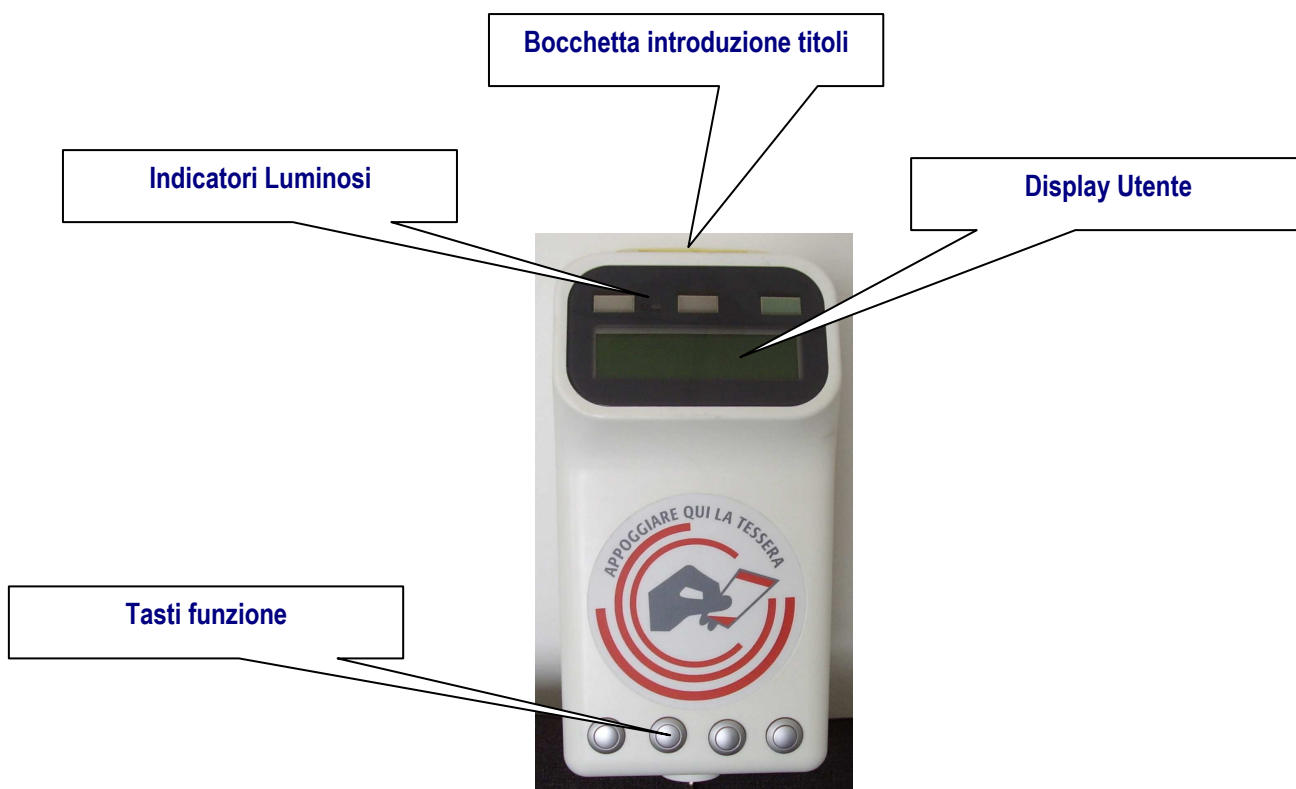 Bocchetta introduzione titoli
Indicatori Luminosi
Display Utente
APPOGGIARE QUI LA TESSERA
Tasti funzione